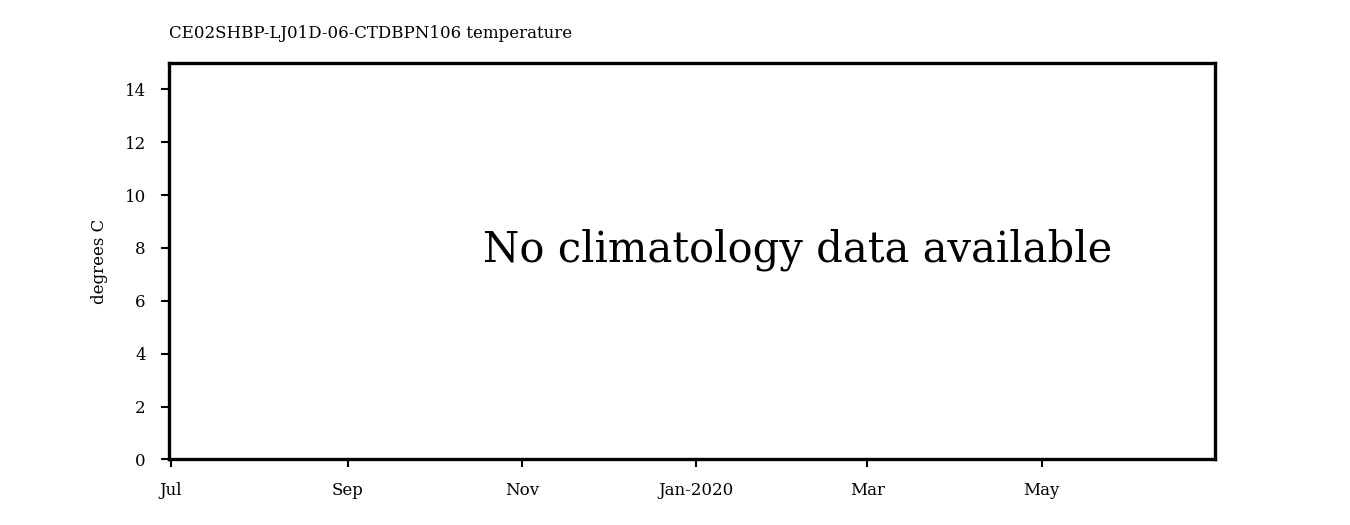 CE02SHBP-LJ01D-06-CTDBPN106 temperature
14
12
10
8
6
4
2
0
degrees C
No climatology data available
Jul Sep Nov Jan-2020 Mar May